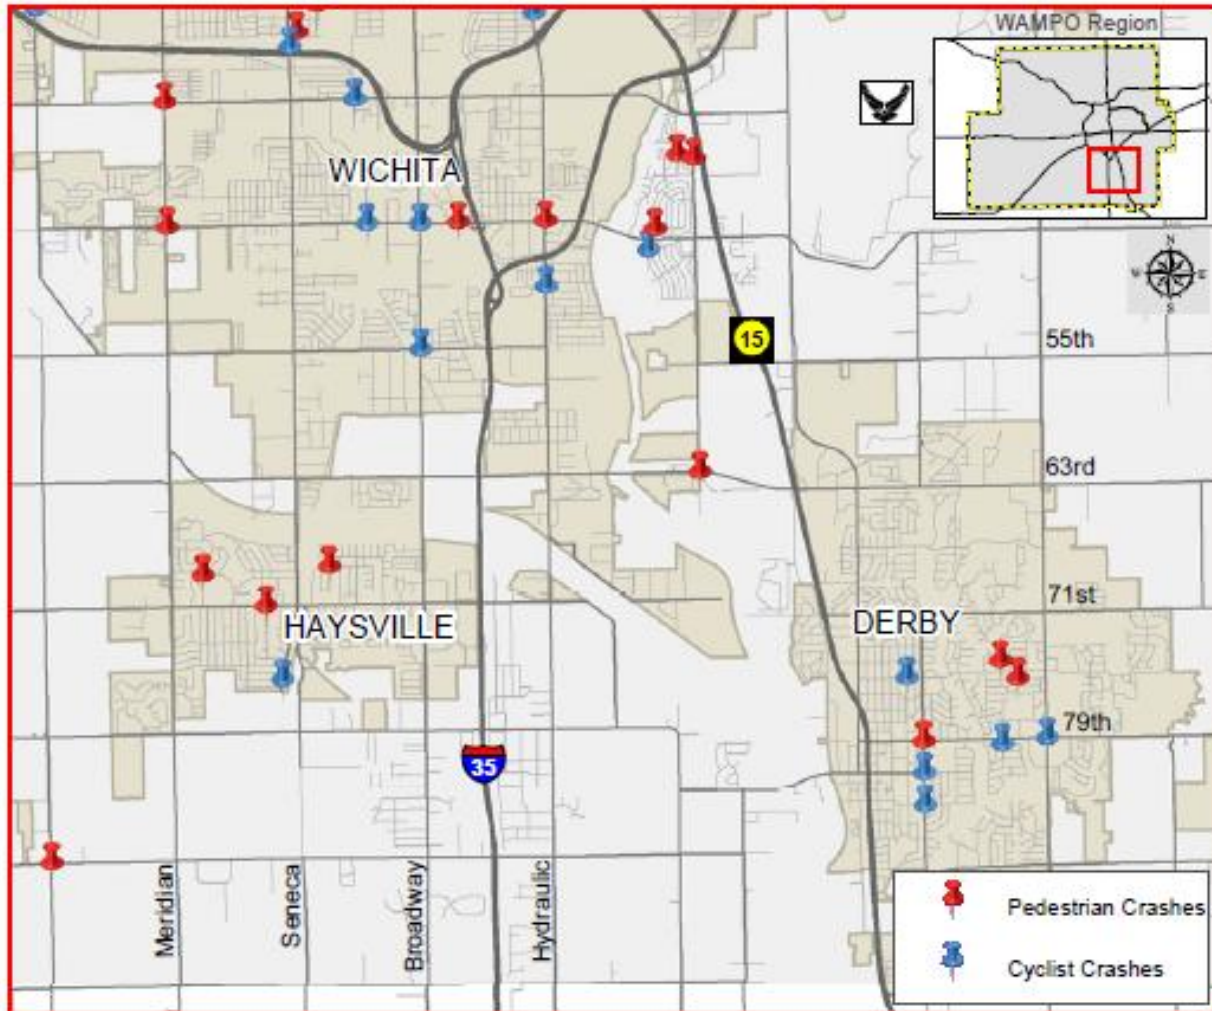 WAMPO Region
WICHITA
N
W E
S
15
55th
63rd
71st
HAYSVILLE
DERBY
79th
35
Meridian
Seneca
Broadway
Hydraulic
Pedestrian Crashes
Cyclist Crashes